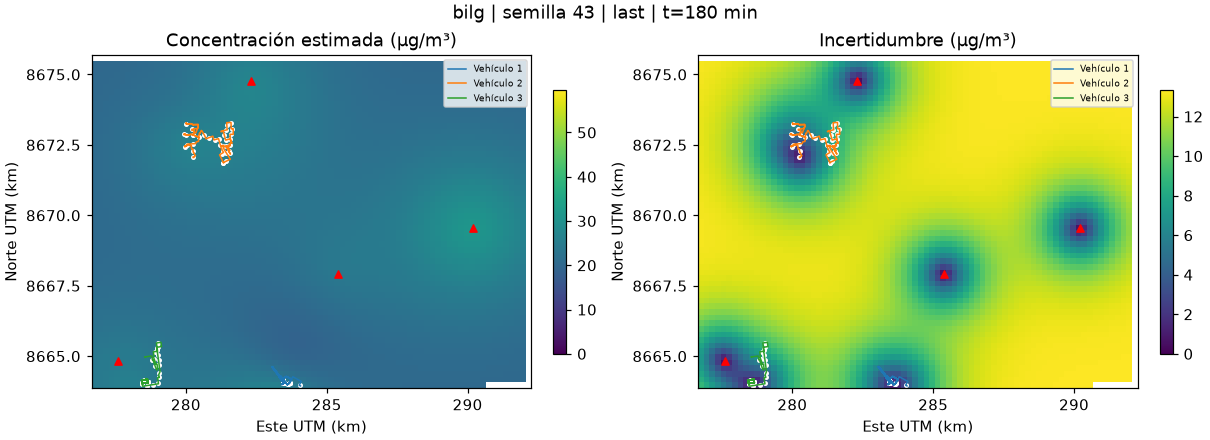 bilg | semilla 43 | last | t=180 min
Concentración estimada (µg/m³)
Vehículo 1
Vehículo 2
Vehículo 3
8675.0
8672.5
8670.0
8667.5
8665.0
Norte UTM (km)
280
285
290
Este UTM (km)
50
40
30
20
10
0
Incertidumbre (µg/m³)
Vehículo 1
Vehículo 2
Vehículo 3
8675.0
8672.5
8670.0
8667.5
8665.0
Norte UTM (km)
280
285
290
Este UTM (km)
12
10
8
6
4
2
0